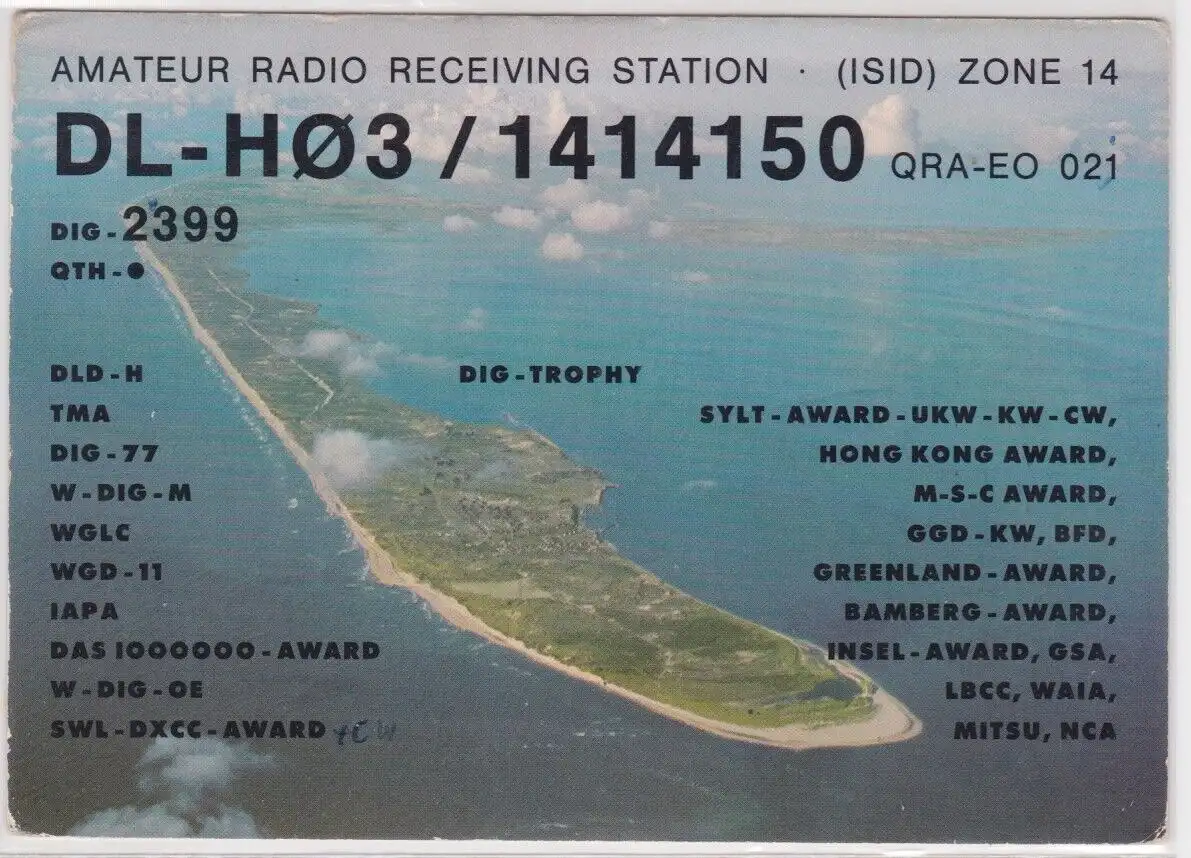 AMATEUR RADIO RECEIVING STATION · (ISID) ZONE 14
DL-HØ3 / 1414150 QRA-EO 021
DIG-2399
QTH-●
DLD-H
TMA
DIG-77
W-DIG-M
WGLC
WGD-11
IAPA
DAS 1000000-AWARD
W-DIG-OE
SWL-DXCC-AWARD +CW
DIG-TROPHY
SYLT-AWARD-UKW-KW-CW,
HONG KONG AWARD,
M-S-C AWARD,
GGD-KW, BFD,
GREENLAND-AWARD,
BAMBERG-AWARD,
INSEL-AWARD, GSA,
LBCC, WAIA,
MITSU, NCA